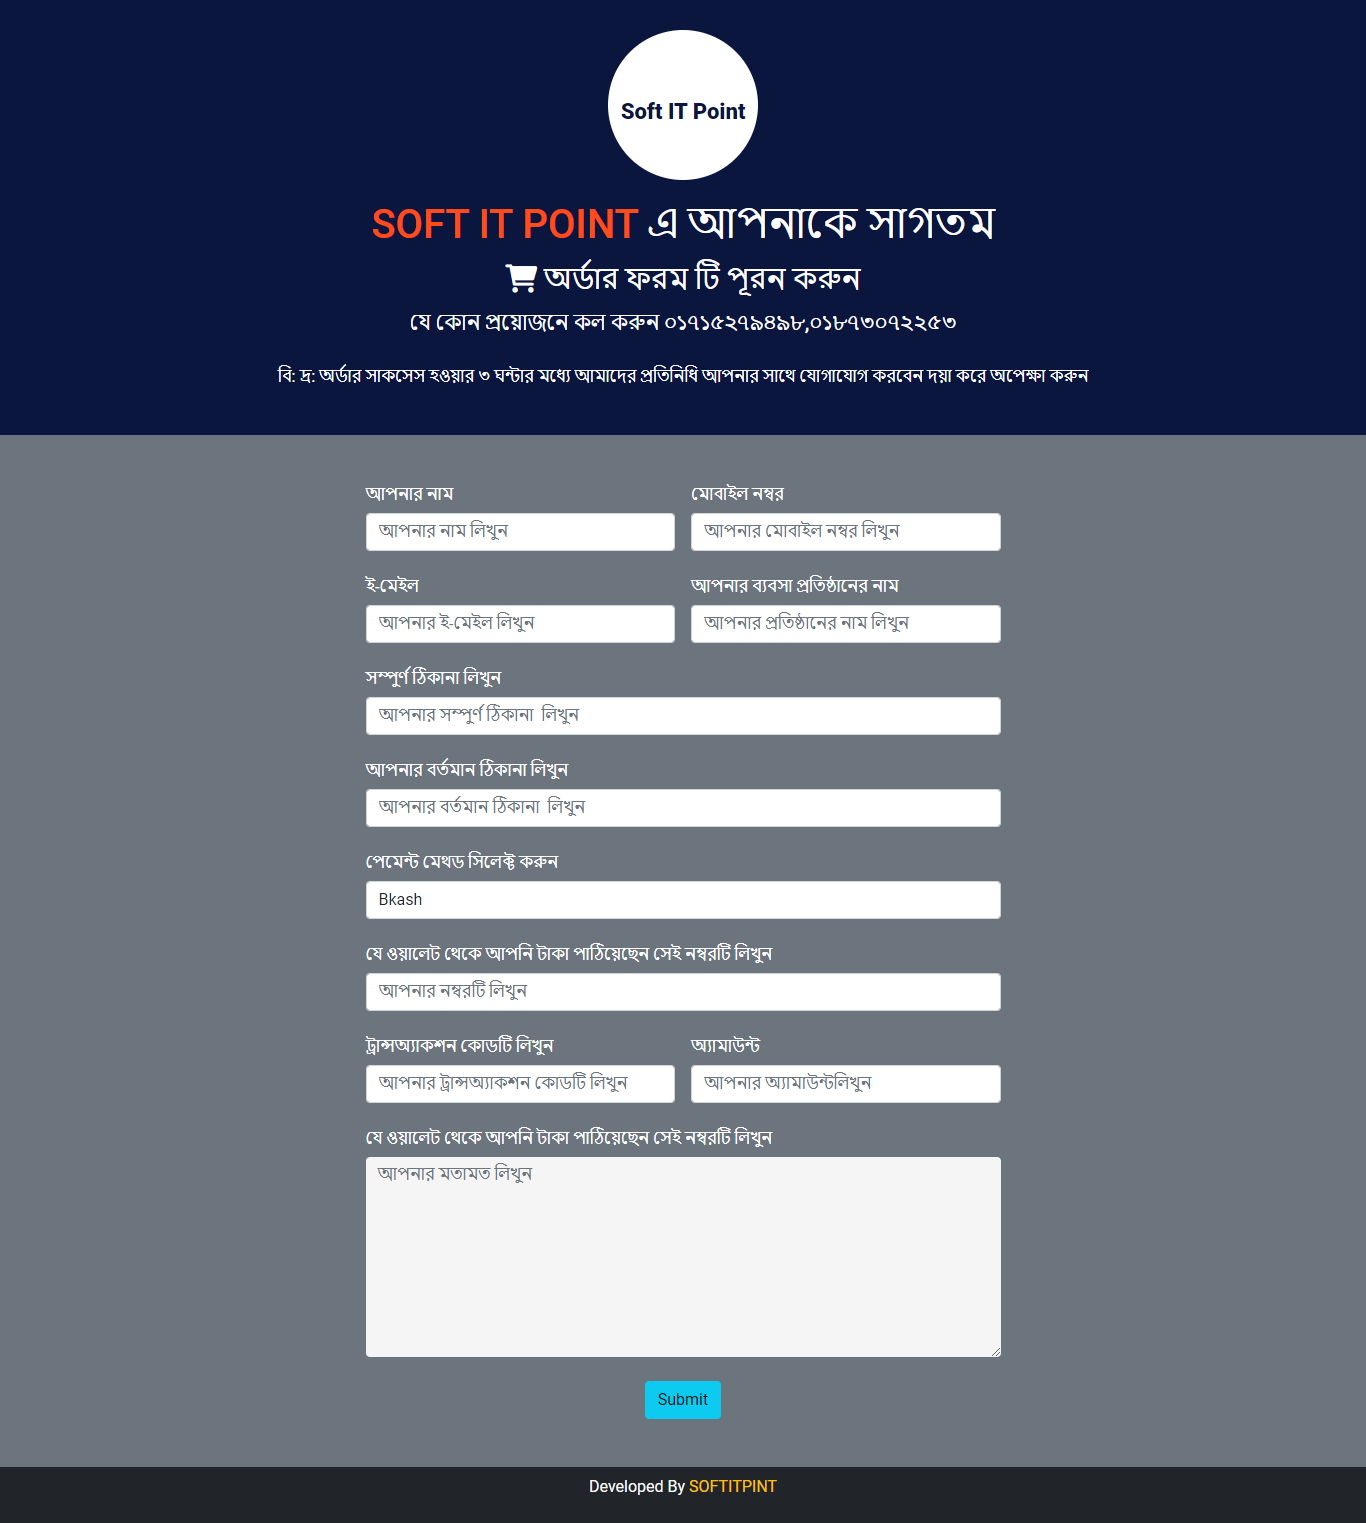 Soft IT Point
SOFT IT POINT এ আপনাকে সাগতম
অর্ডার ফরম টি পূরন করুন
যে কোন প্রয়োজনে কল করুন ০১৭১৫২৭৯৪৯৮,০১৮৭৩০৭২২৫৩
বি: দ্র: অর্ডার সাকসেস হওয়ার ৩ ঘন্টার মধ্যে আমাদের প্রতিনিধি আপনার সাথে যোগাযোগ করবেন দয়া করে অপেক্ষা করুন
আপনার নাম
মোবাইল নম্বর
আপনার নাম লিখুন
আপনার মোবাইল নম্বর লিখুন
ই-মেইল
আপনার ব্যবসা প্রতিষ্ঠানের নাম
আপনার ই-মেইল লিখুন
আপনার প্রতিষ্ঠানের নাম লিখুন
সম্পুর্ণ ঠিকানা লিখুন
আপনার সম্পুর্ণ ঠিকানা লিখুন
আপনার বর্তমান ঠিকানা লিখুন
আপনার বর্তমান ঠিকানা লিখুন
পেমেন্ট মেথড সিলেক্ট করুন
Bkash
যে ওয়ালেট থেকে আপনি টাকা পাঠিয়েছেন সেই নম্বরটি লিখুন
আপনার নম্বরটি লিখুন
ট্রান্সঅ্যাকশন কোডটি লিখুন
অ্যামাউন্ট
আপনার ট্রান্সঅ্যাকশন কোডটি লিখুন
আপনার অ্যামাউন্টলিখুন
যে ওয়ালেট থেকে আপনি টাকা পাঠিয়েছেন সেই নম্বরটি লিখুন
আপনার মতামত লিখুন
Submit
Developed By SOFTITPINT